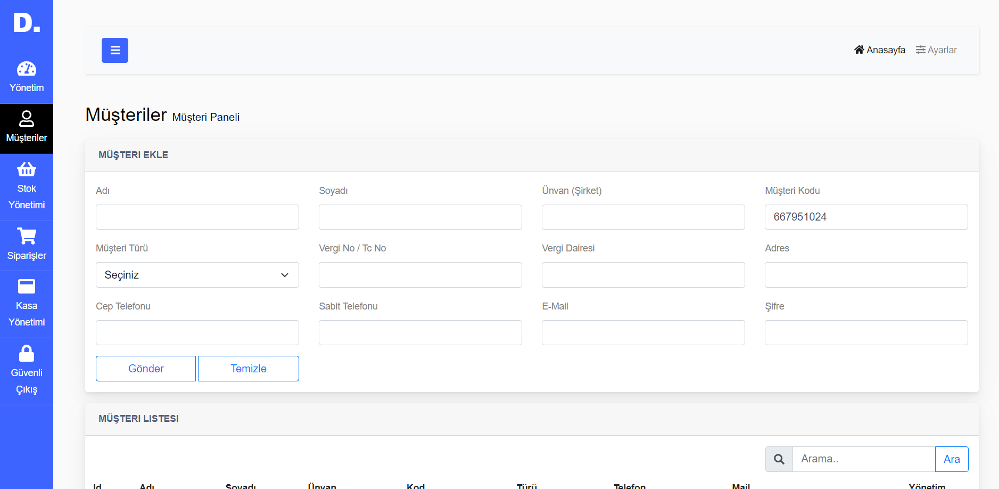 D.
Yönetim
Müşteriler
Stok
Yönetimi
Siparişler
Kasa
Yönetimi
Güvenli
Çıkış
Anasayfa Ayarlar
Müşteriler Müşteri Paneli
MÜŞTERI EKLE
Adı Soyadı Ünvan (Şirket) Müşteri Kodu
667951024
Müşteri Türü Vergi No / Tc No Vergi Dairesi Adres
Seçiniz
Cep Telefonu Sabit Telefonu E-Mail Şifre
Gönder Temizle
MÜŞTERI LISTESI
Arama.. Ara
Id Adı Soyadı Ünvan Kod Türü Telefon Mail Yönetim